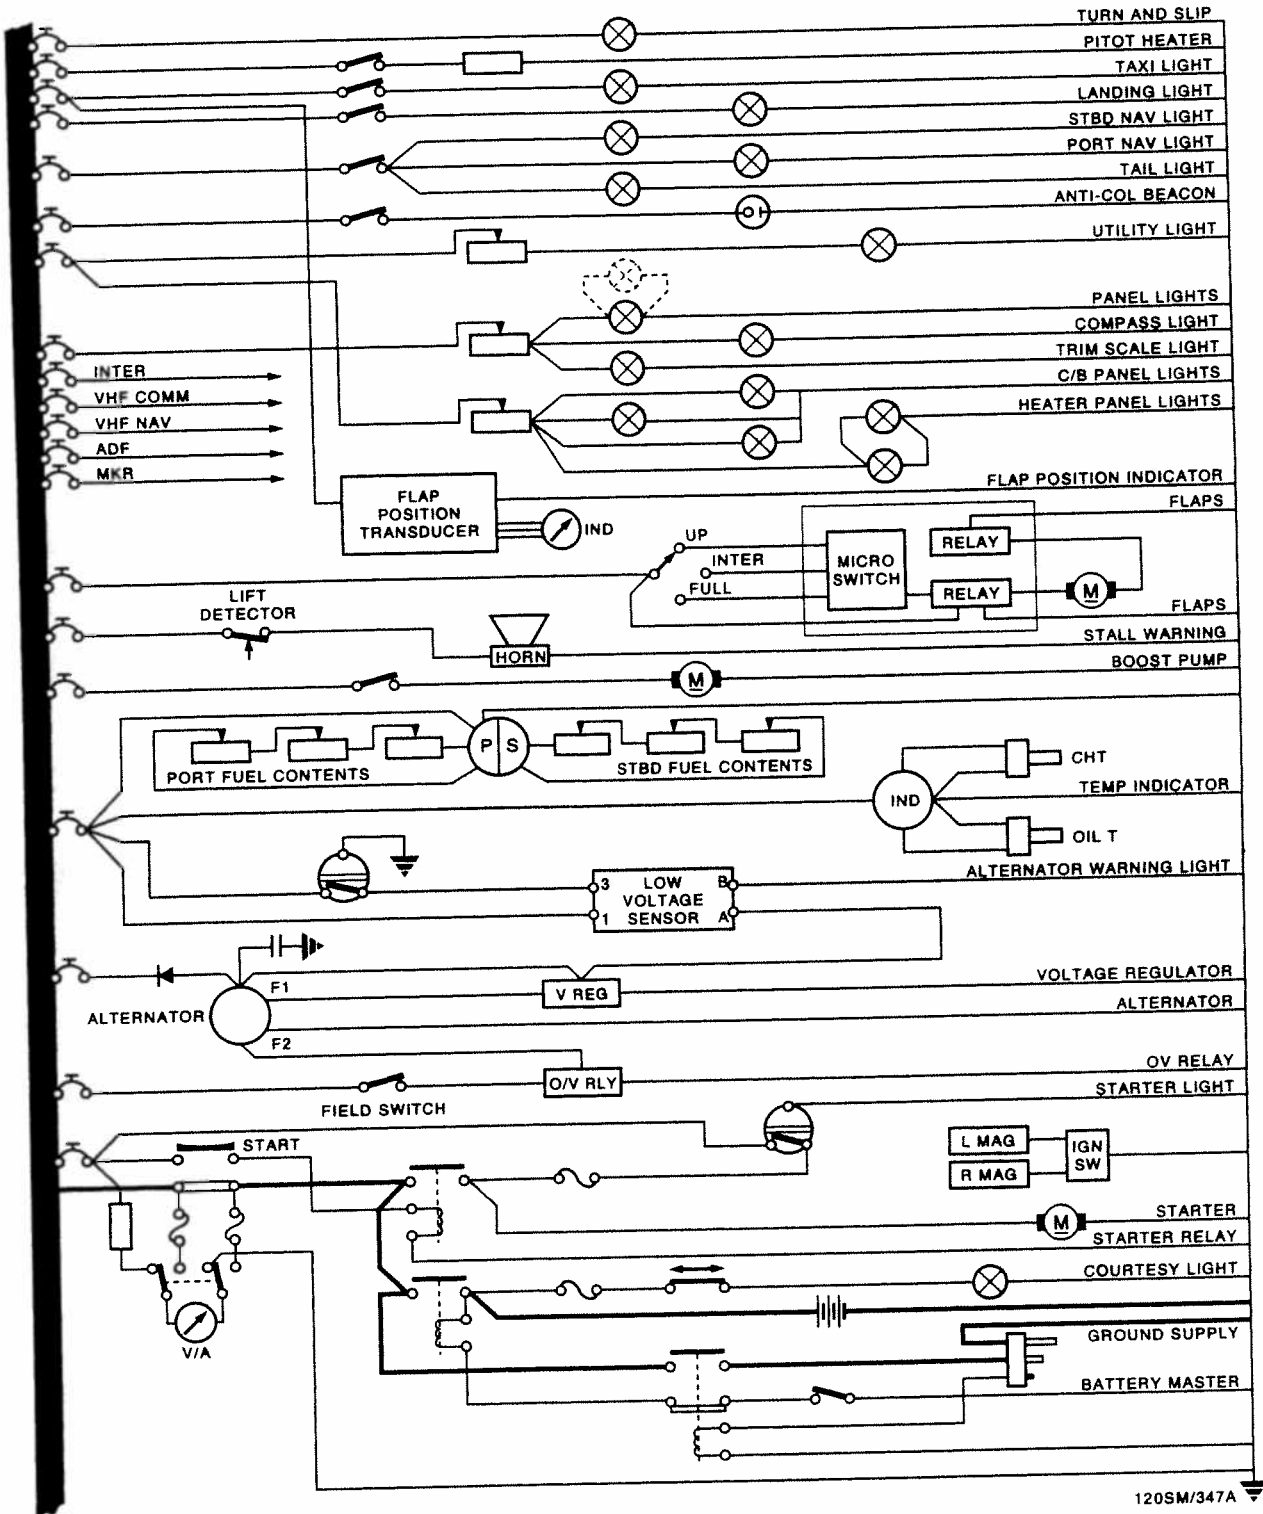 TURN AND SLIP
PITOT HEATER
TAXI LIGHT
LANDING LIGHT
STBD NAV LIGHT
PORT NAV LIGHT
TAIL LIGHT
ANTI-COL BEACON
UTILITY LIGHT
PANEL LIGHTS
COMPASS LIGHT
TRIM SCALE LIGHT
C/B PANEL LIGHTS
HEATER PANEL LIGHTS
INTER
VHF COMM
VHF NAV
ADF
MKR
FLAP POSITION INDICATOR
FLAP
POSITION
TRANSDUCER
IND
FLAPS
UP
INTER
FULL
MICRO
SWITCH
RELAY
RELAY
M
FLAPS
LIFT
DETECTOR
HORN
STALL WARNING
BOOST PUMP
M
P S
PORT FUEL CONTENTS
STBD FUEL CONTENTS
CHT
IND
TEMP INDICATOR
OIL T
ALTERNATOR WARNING LIGHT
3 LOW B
VOLTAGE
1 SENSOR A
VOLTAGE REGULATOR
F1
V REG
ALTERNATOR
ALTERNATOR
F2
OV RELAY
O/V RLY
FIELD SWITCH
STARTER LIGHT
START
L MAG
R MAG
IGN
SW
M
STARTER
STARTER RELAY
COURTESY LIGHT
V/A
GROUND SUPPLY
BATTERY MASTER
120SM/347A